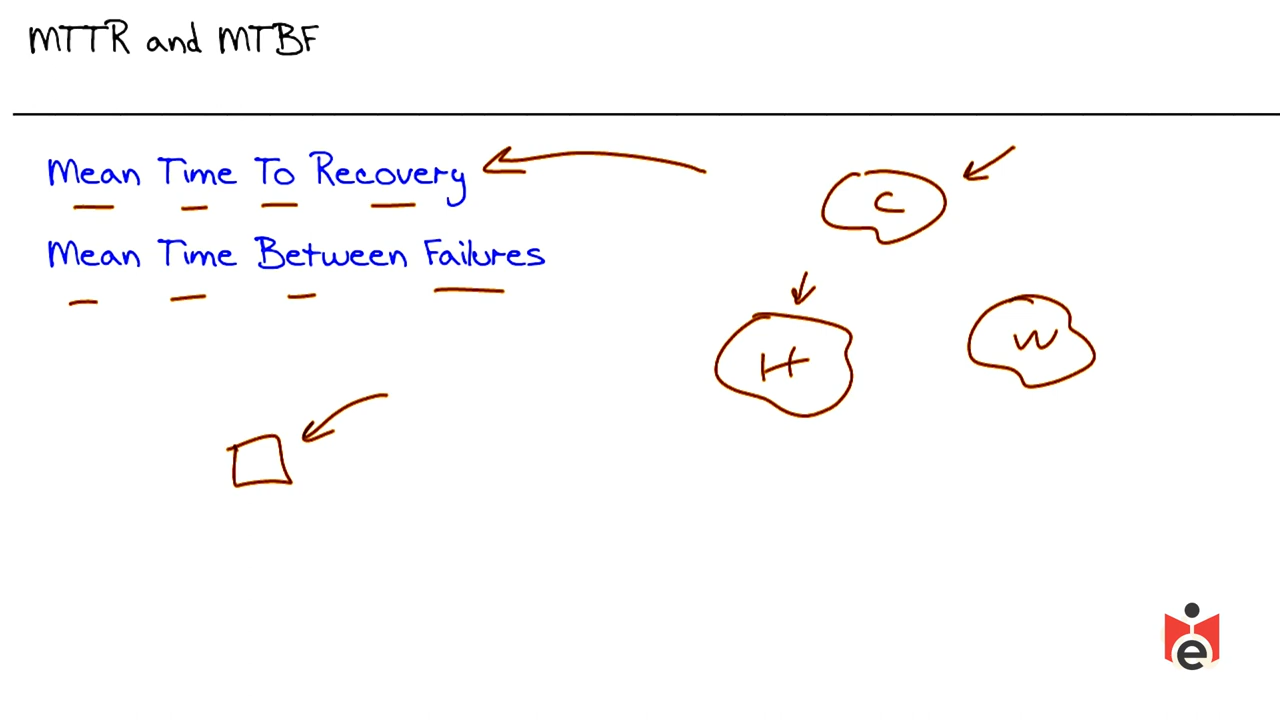 MTTR and MTBF
Mean Time To Recovery
Mean Time Between Failures
C
H
W
e